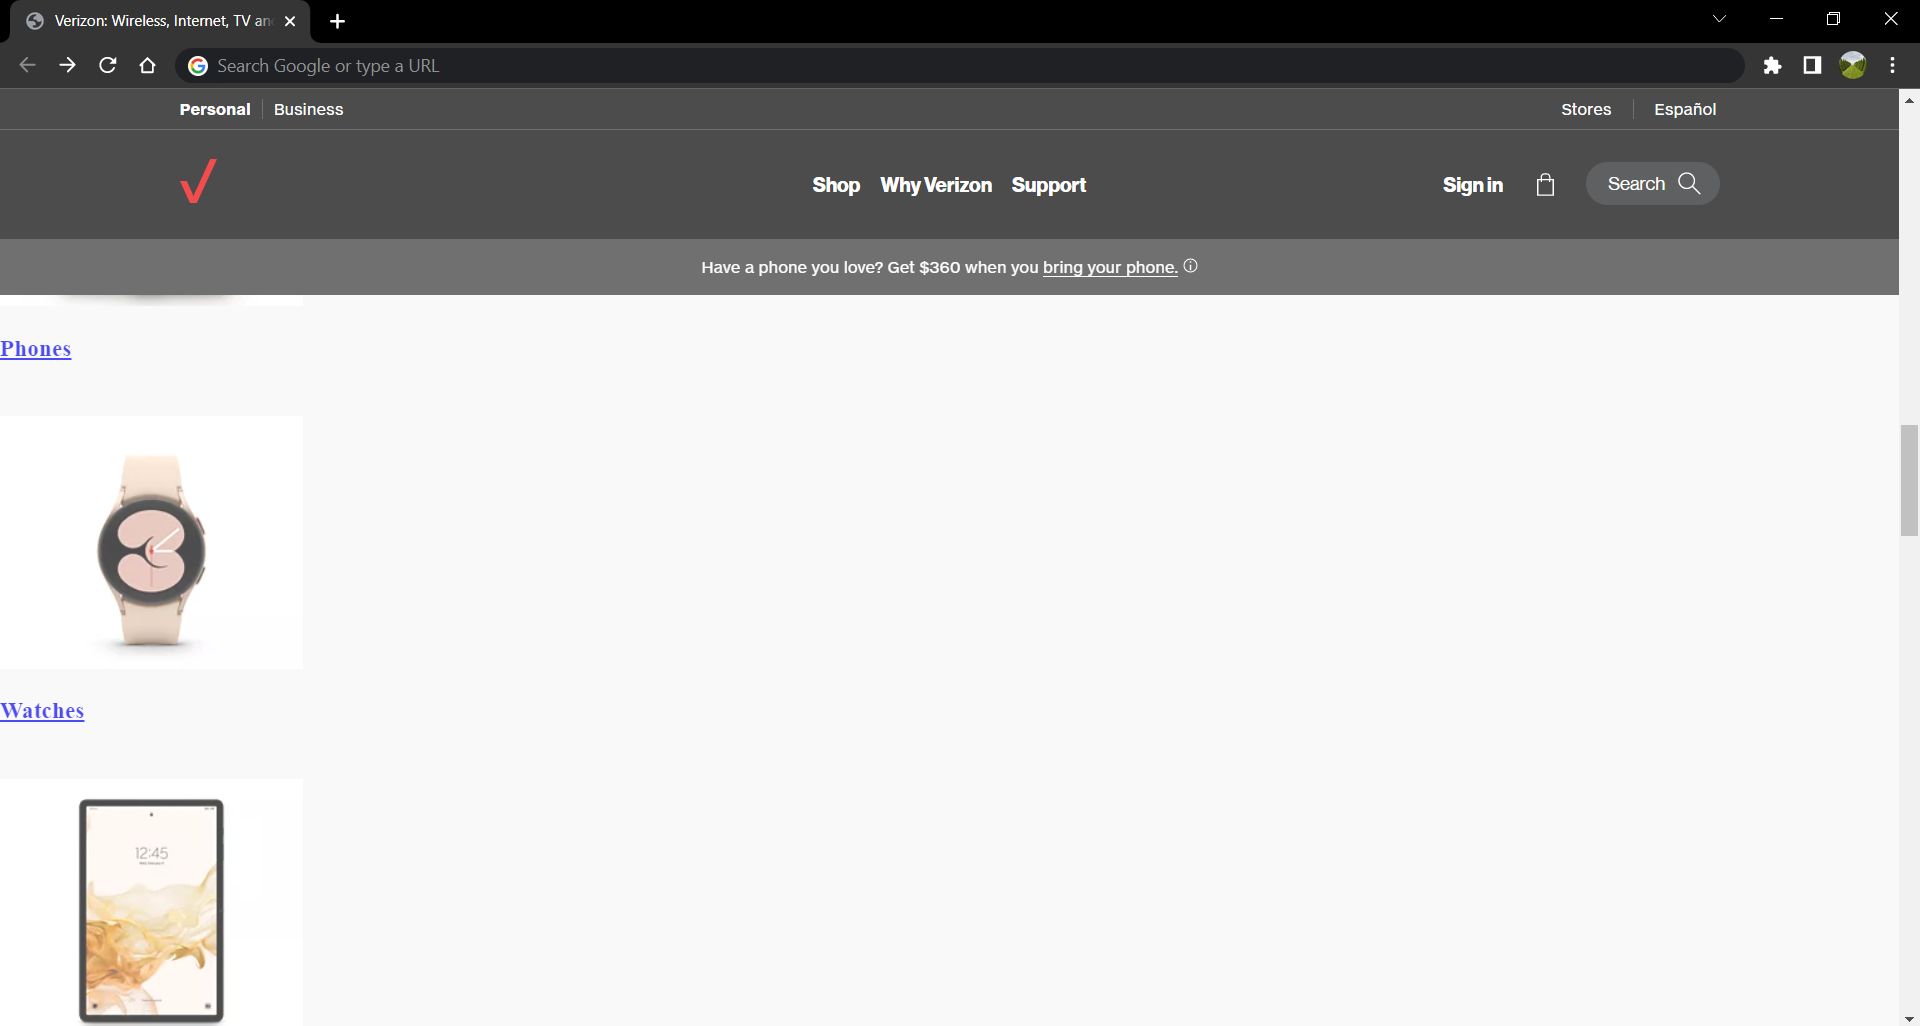 Verizon: Wireless, Internet, TV an
Search Google or type a URL
Personal
Business
Stores
Español
Shop
Why Verizon
Support
Sign in
Search
Have a phone you love? Get $360 when you bring your phone.
Phones
Watches
12:45